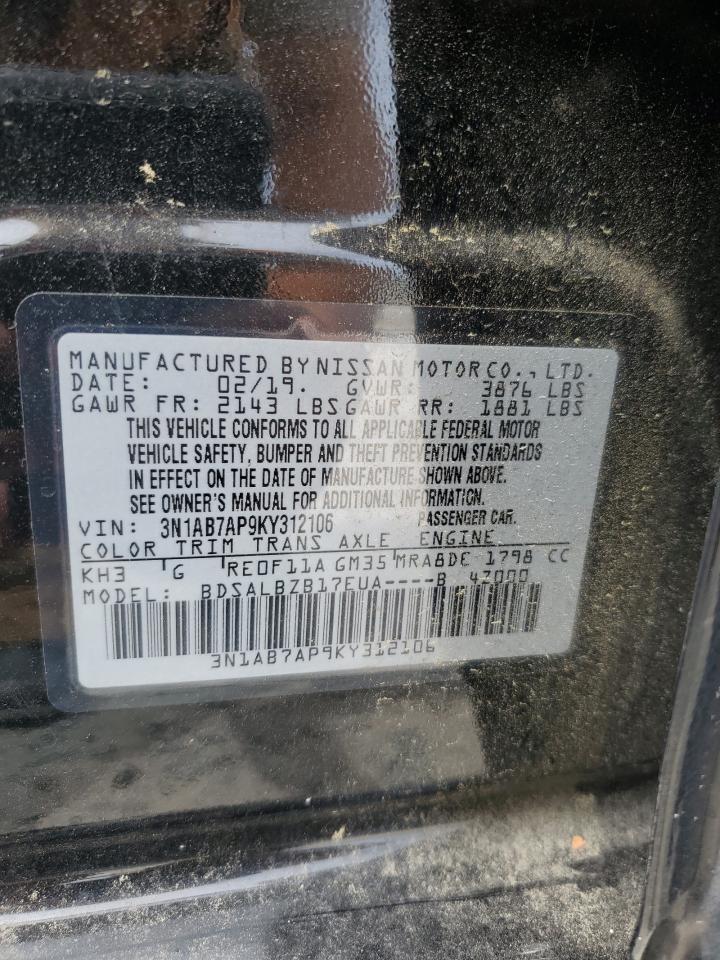 MANUFACTURED BY NISSAN MOTOR CO., LTD.
DATE: 02/19. GVWR: 3876 LBS
GAWR FR: 2143 LBS GAWR RR: 1881 LBS
THIS VEHICLE CONFORMS TO ALL APPLICABLE FEDERAL MOTOR
VEHICLE SAFETY, BUMPER AND THEFT PREVENTION STANDARDS
IN EFFECT ON THE DATE OF MANUFACTURE SHOWN ABOVE.
SEE OWNER'S MANUAL FOR ADDITIONAL INFORMATION.
VIN: 3N1AB7AP9KY312106 PASSENGER CAR.
COLOR TRIM TRANS AXLE ENGINE
KH3 G RE0F11A GM35 MRA8DE 1798 CC
MODEL: BDSALBZB17EUA----B 4Z000
3N1AB7AP9KY312106